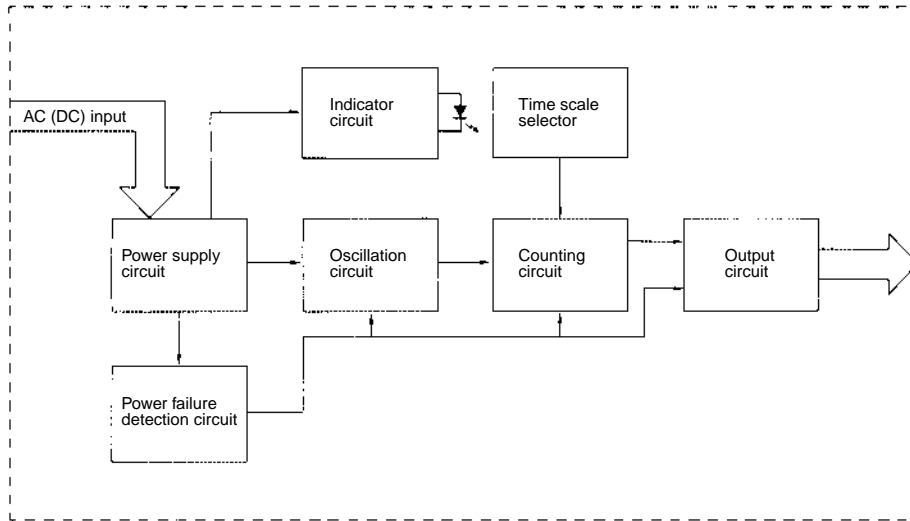 Indicator
circuit
Time scale
selector
AC (DC) input
Power supply
circuit
Oscillation
circuit
Counting
circuit
Output
circuit
Power failure
detection circuit